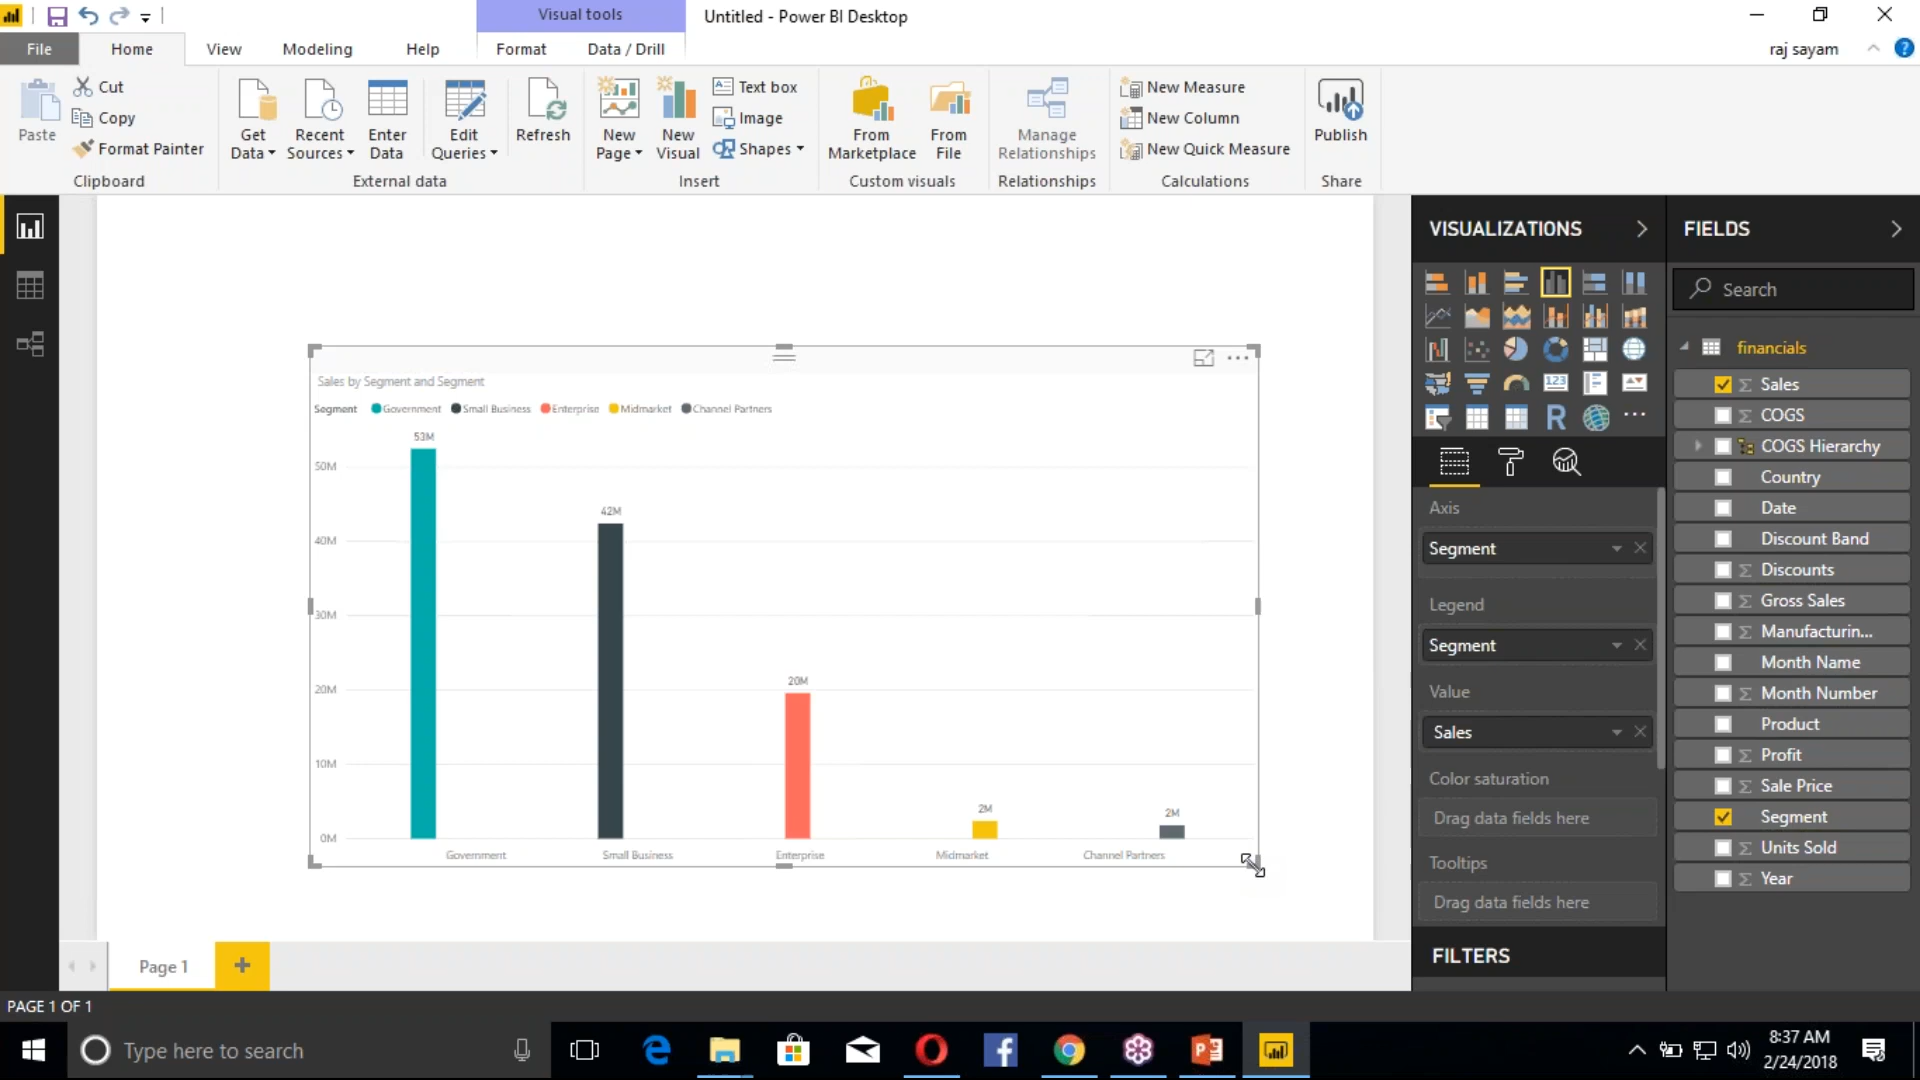 Visual tools
Untitled - Power BI Desktop
File
Home
View
Modeling
Help
Format
Data / Drill
raj sayam
?
Paste
Cut
Copy
Format Painter
Clipboard
Get Data
Recent Sources
Enter Data
Edit Queries
Refresh
External data
New Page
New Visual
Text box
Image
Shapes
Insert
From Marketplace
From File
Custom visuals
Manage Relationships
Relationships
New Measure
New Column
New Quick Measure
Calculations
Publish
Share
Sales by Segment and Segment
Segment Government Small Business Enterprise Midmarket Channel Partners
53M
50M
42M
40M
30M
20M
20M
10M
2M
2M
0M
Government
Small Business
Enterprise
Midmarket
Channel Partners
VISUALIZATIONS
123
R
Axis
Segment
Legend
Segment
Value
Sales
Color saturation
Drag data fields here
Tooltips
Drag data fields here
FILTERS
FIELDS
Search
financials
Σ Sales
Σ COGS
COGS Hierarchy
Country
Date
Discount Band
Σ Discounts
Σ Gross Sales
Σ Manufacturin...
Month Name
Σ Month Number
Product
Σ Profit
Σ Sale Price
Segment
Σ Units Sold
Σ Year
Page 1
+
PAGE 1 OF 1
Type here to search
8:37 AM
2/24/2018